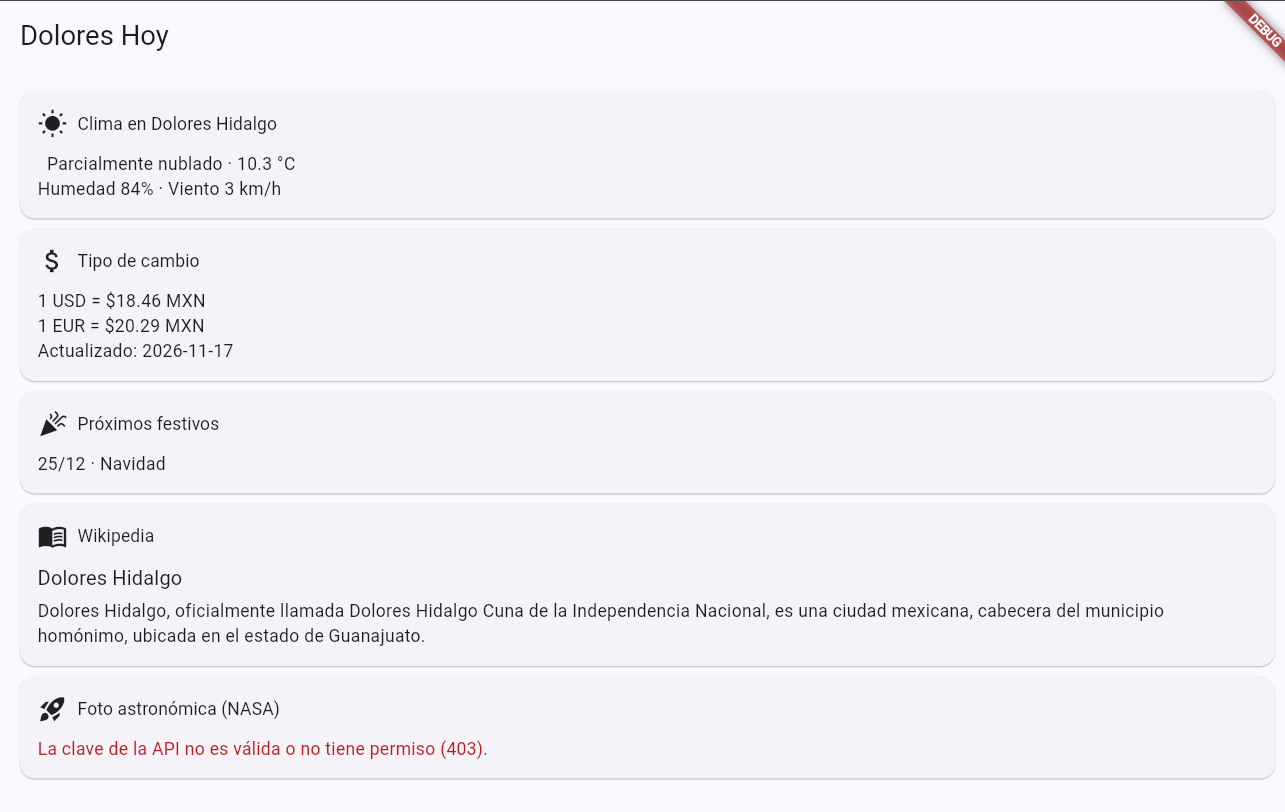 Dolores Hoy
DEBUG
Clima en Dolores Hidalgo
Parcialmente nublado · 10.3 °C
Humedad 84% · Viento 3 km/h
Tipo de cambio
1 USD = $18.46 MXN
1 EUR = $20.29 MXN
Actualizado: 2026-11-17
Próximos festivos
25/12 · Navidad
Wikipedia
Dolores Hidalgo
Dolores Hidalgo, oficialmente llamada Dolores Hidalgo Cuna de la Independencia Nacional, es una ciudad mexicana, cabecera del municipio
homónimo, ubicada en el estado de Guanajuato.
Foto astronómica (NASA)
La clave de la API no es válida o no tiene permiso (403).